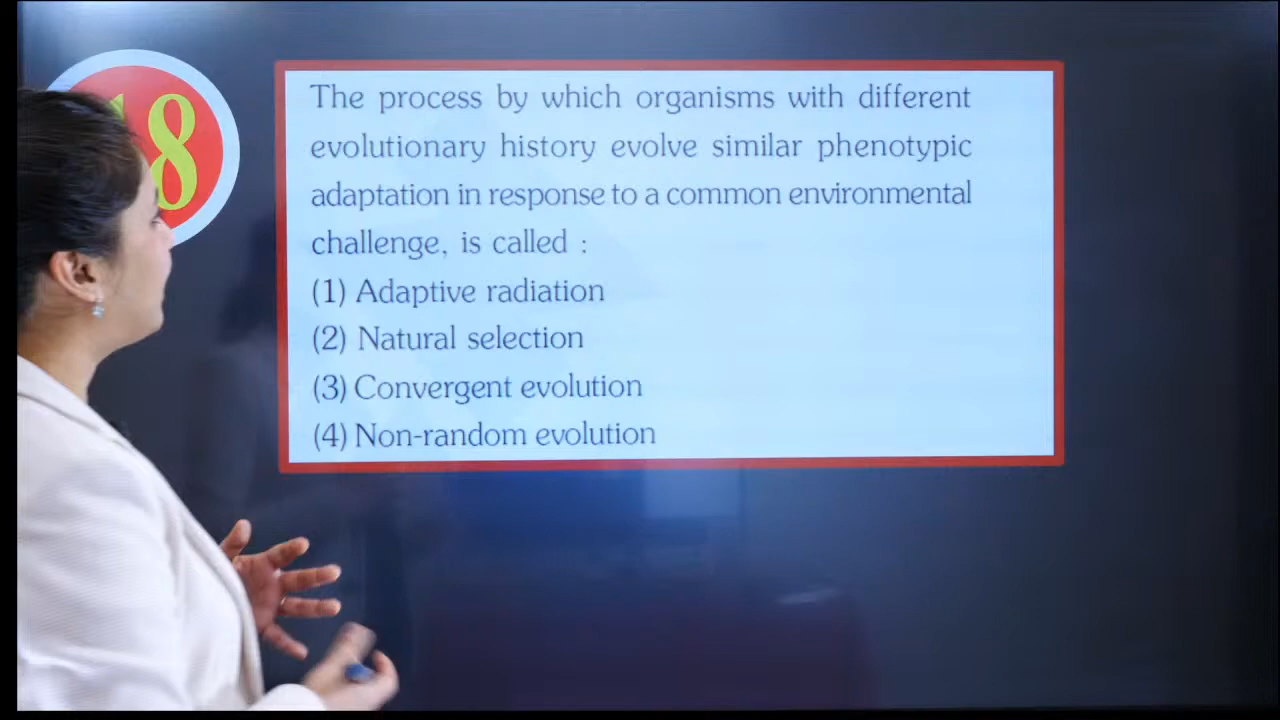 The process by which organisms with different
evolutionary history evolve similar phenotypic
adaptation in response to a common environmental
challenge, is called :
(1) Adaptive radiation
(2) Natural selection
(3) Convergent evolution
(4) Non-random evolution